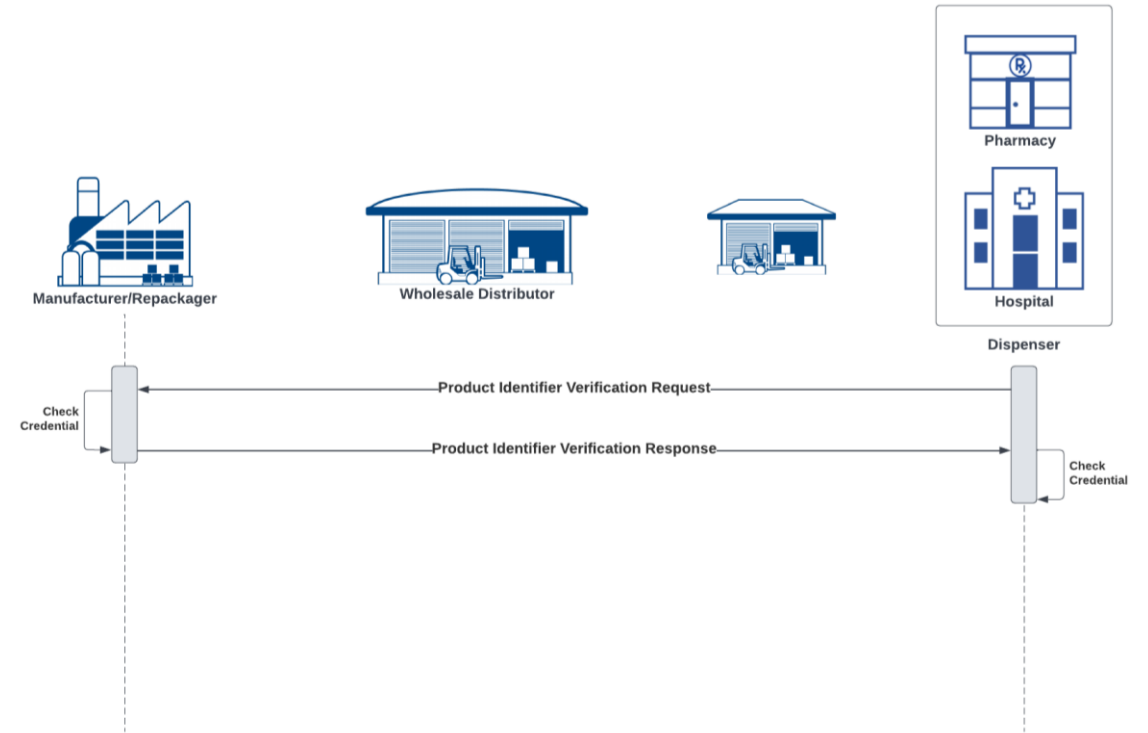 ℞
Pharmacy
Manufacturer/Repackager
Wholesale Distributor
Hospital
Dispenser
Product Identifier Verification Request
Check
Credential
Product Identifier Verification Response
Check
Credential